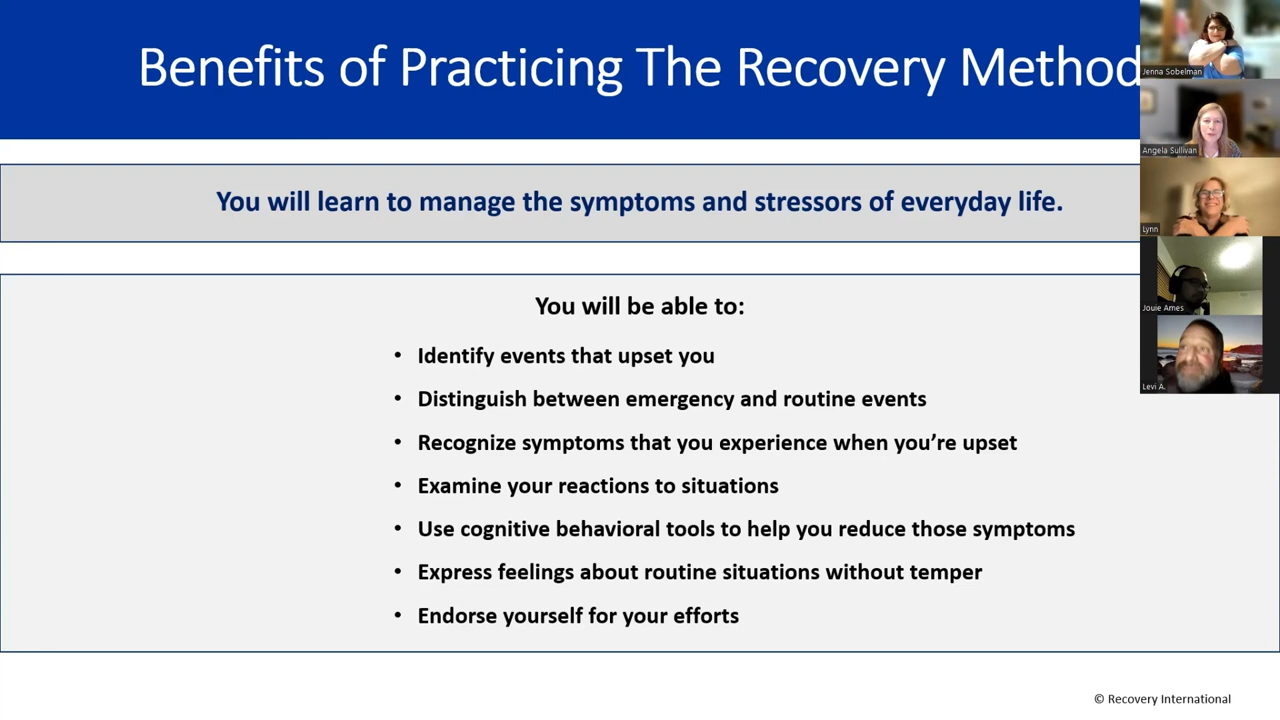 Benefits of Practicing The Recovery Method
You will learn to manage the symptoms and stressors of everyday life.
You will be able to:
• Identify events that upset you
• Distinguish between emergency and routine events
• Recognize symptoms that you experience when you’re upset
• Examine your reactions to situations
• Use cognitive behavioral tools to help you reduce those symptoms
• Express feelings about routine situations without temper
• Endorse yourself for your efforts
© Recovery International
Jenna Sobelman
Angela Sullivan
Lynn
Jouie Ames
Levi A.